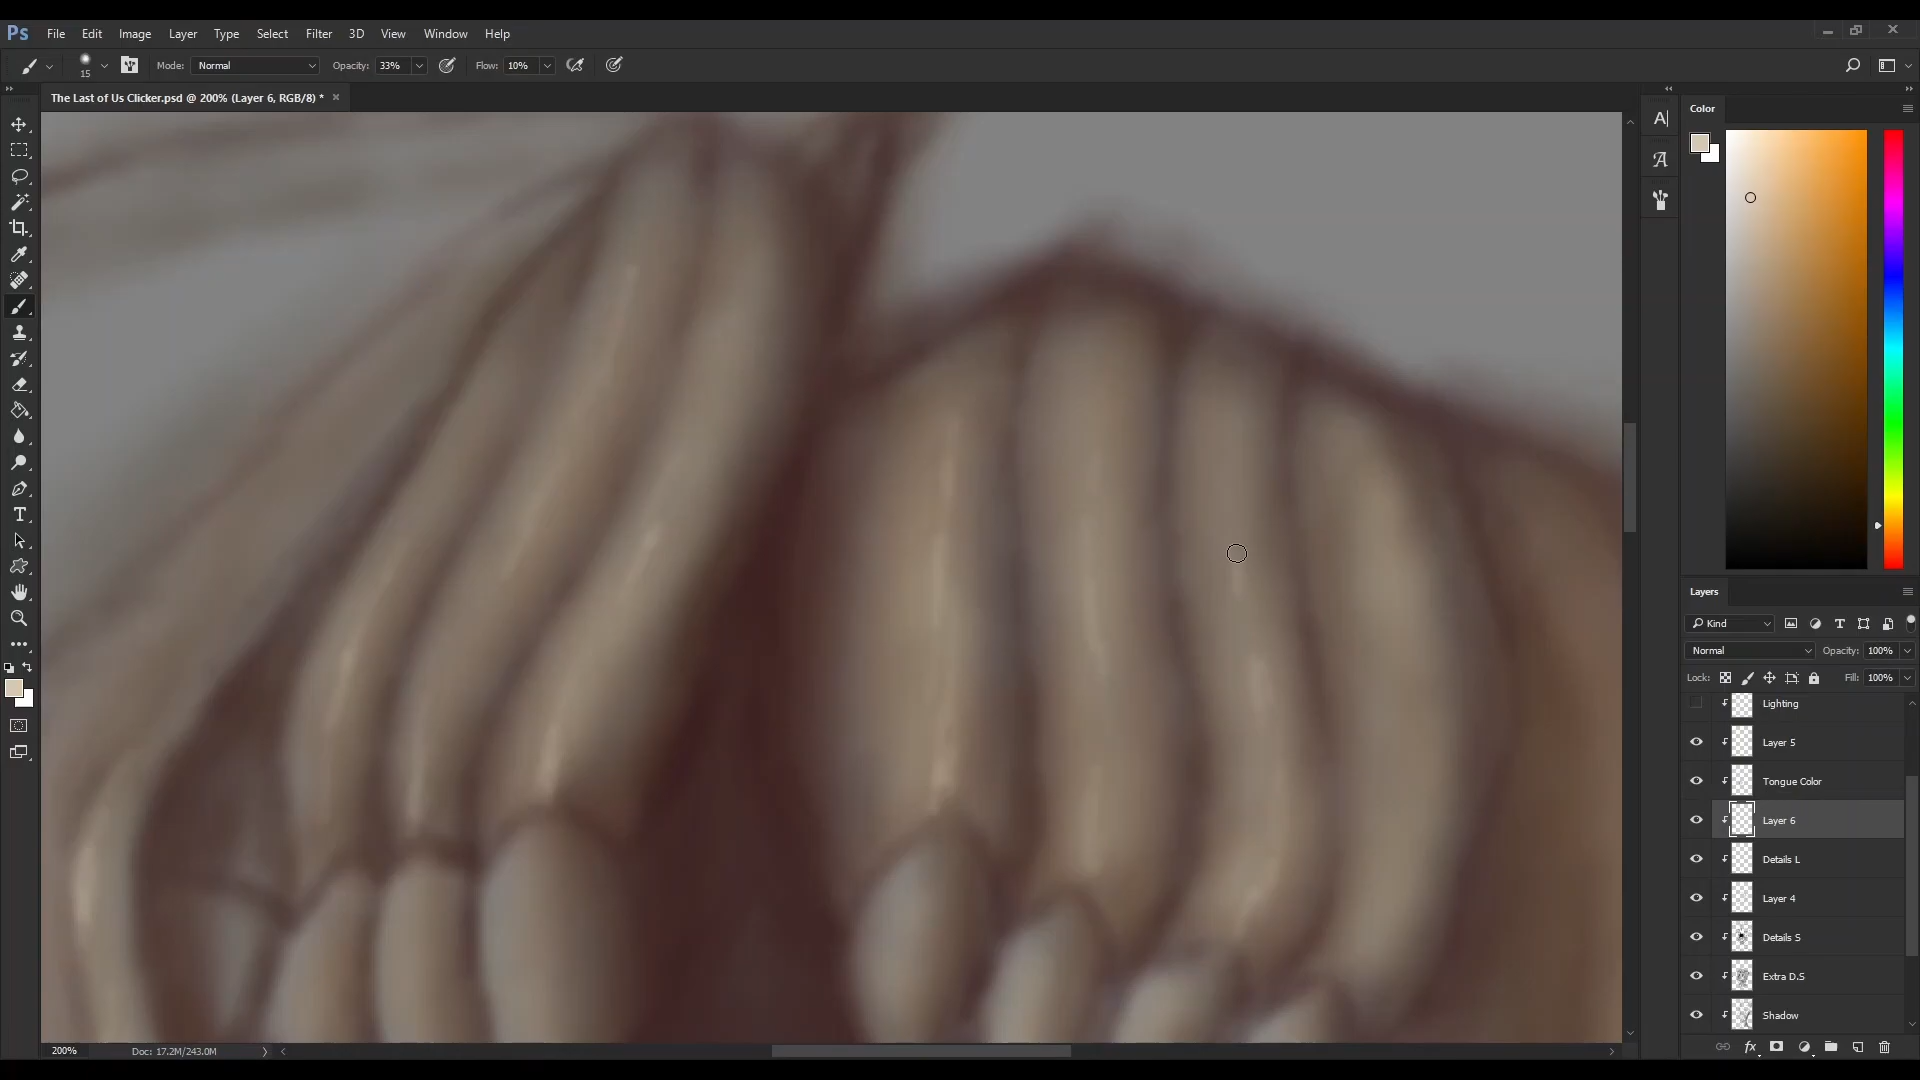 Ps File Edit Image Layer Type Select Filter 3D View Window Help
15 Mode: Normal Opacity: 33% Flow: 10%
The Last of Us Clicker.psd @ 200% (Layer 6, RGB/8) *
Color
Layers
Kind
Normal Opacity: 100%
Lock: Fill: 100%
Lighting
Layer 5
Tongue Color
Layer 6
Details L
Layer 4
Details S
Extra D.S
Shadow
200% Doc: 17.2M/243.0M